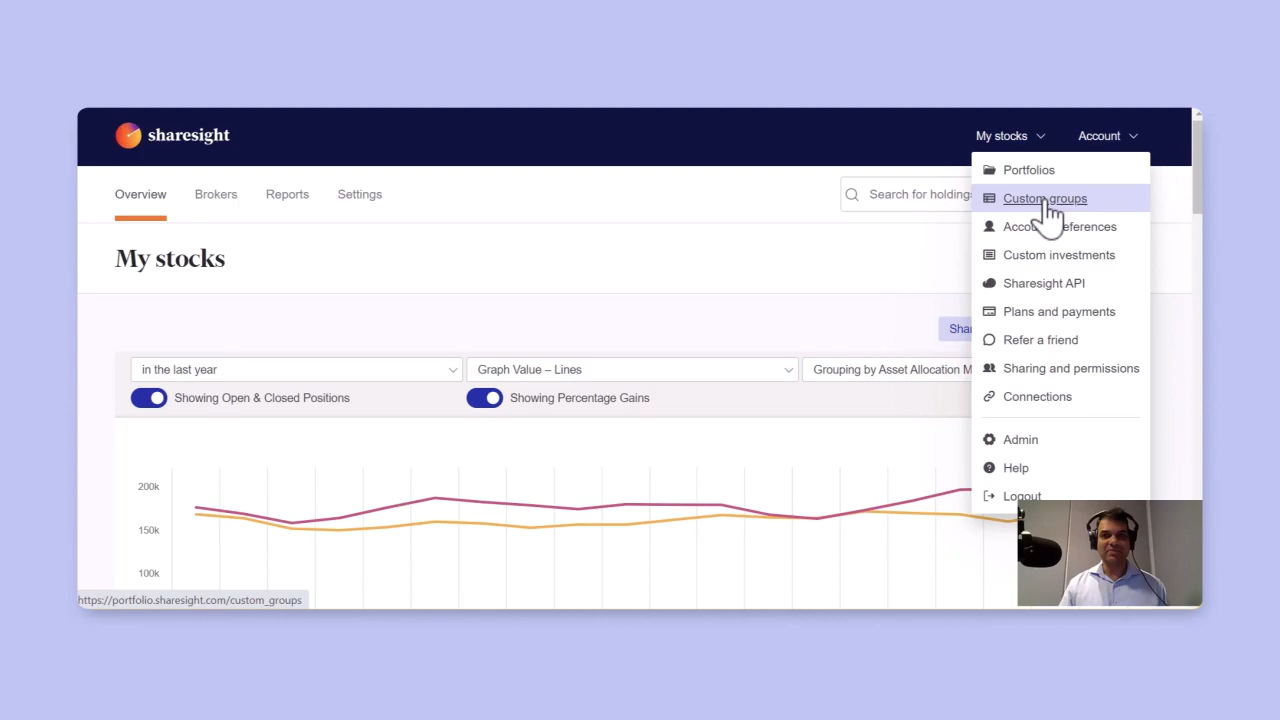 sharesight
My stocks
Account
Overview
Brokers
Reports
Settings
Search for holding
Portfolios
Custom groups
Custom investments
Sharesight API
Plans and payments
Refer a friend
Sharing and permissions
Connections
Admin
Help
Logout
My stocks
in the last year
Graph Value – Lines
Grouping by Asset Allocation M
Showing Open & Closed Positions
Showing Percentage Gains
200k
150k
100k
https://portfolio.sharesight.com/custom_groups